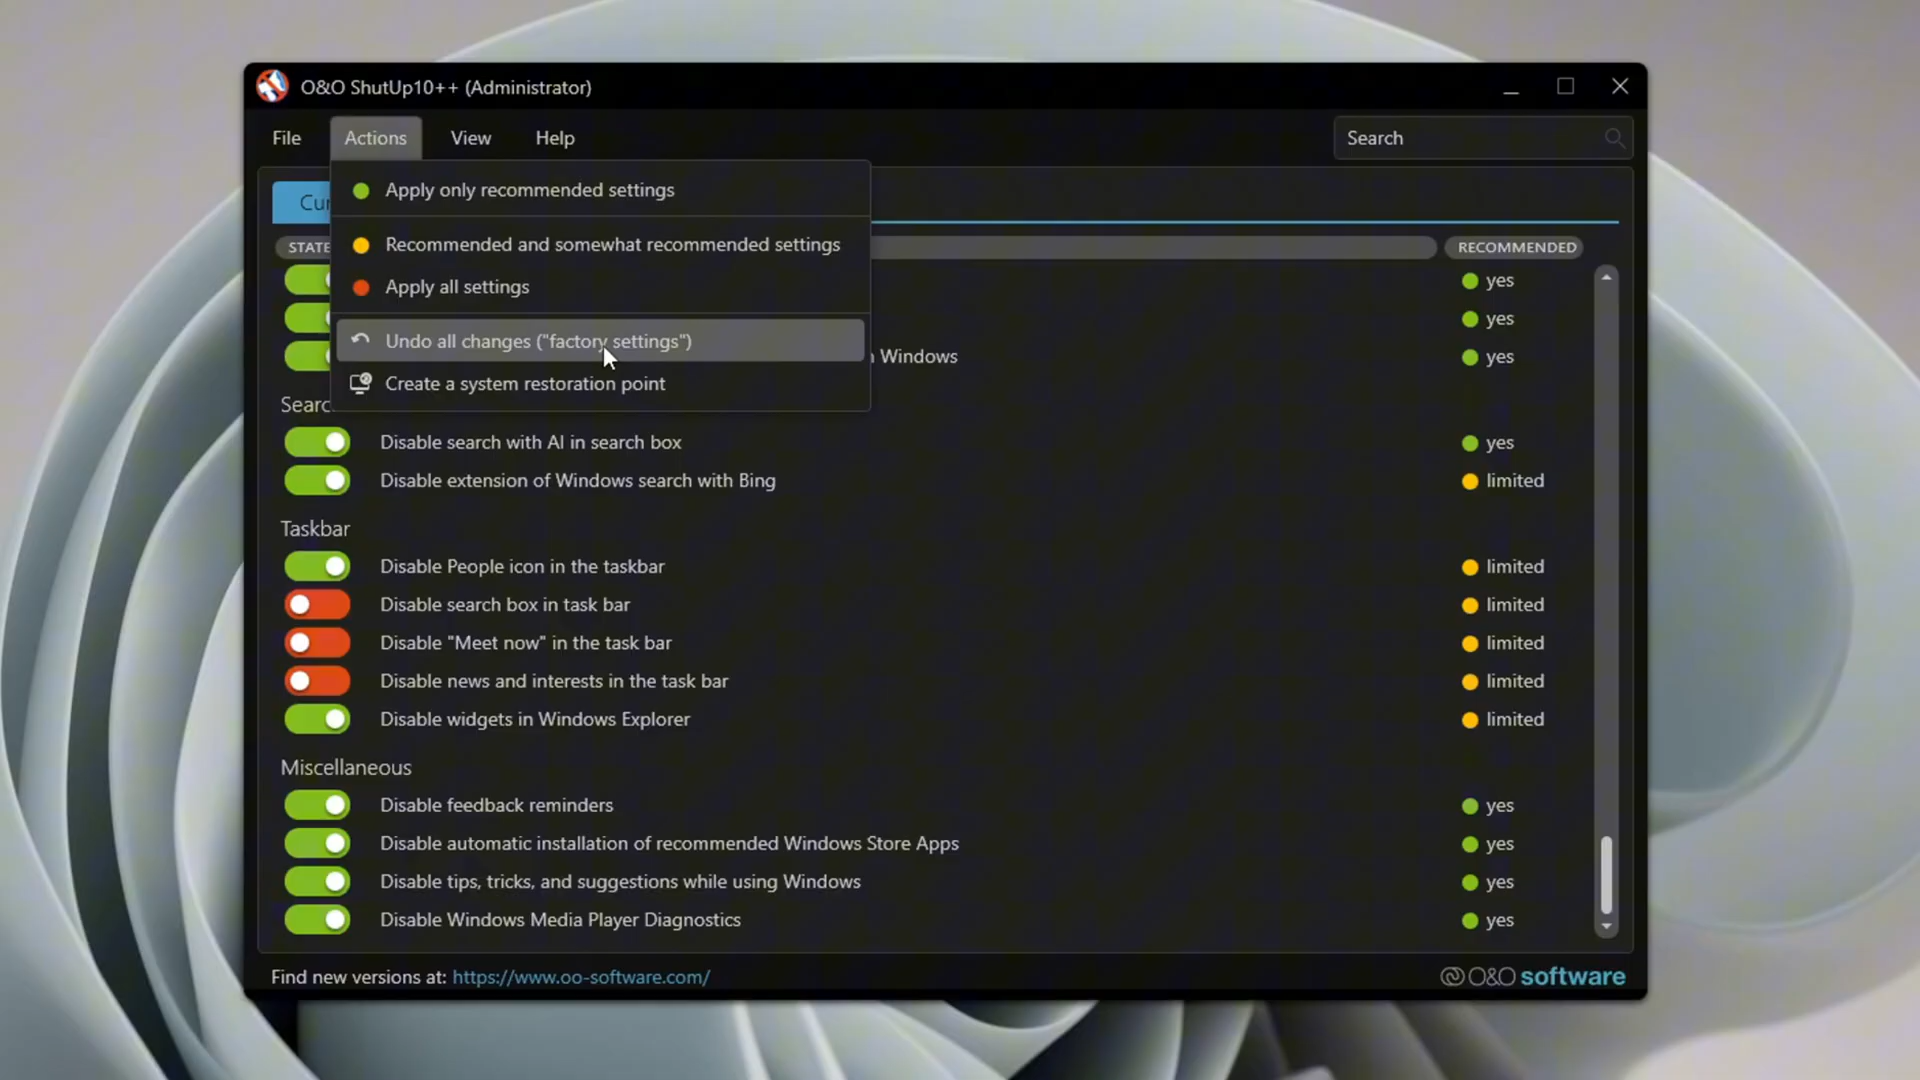 O&O ShutUp10++ (Administrator)
File Actions View Help Search
Apply only recommended settings
Recommended and somewhat recommended settings
Apply all settings
Undo all changes ("factory settings")
Create a system restoration point
Cur
STATE RECOMMENDED
yes
yes
Windows yes
Searc
Disable search with AI in search box yes
Disable extension of Windows search with Bing limited
Taskbar
Disable People icon in the taskbar limited
Disable search box in task bar limited
Disable "Meet now" in the task bar limited
Disable news and interests in the task bar limited
Disable widgets in Windows Explorer limited
Miscellaneous
Disable feedback reminders yes
Disable automatic installation of recommended Windows Store Apps yes
Disable tips, tricks, and suggestions while using Windows yes
Disable Windows Media Player Diagnostics yes
Find new versions at: https://www.oo-software.com/ O&O software